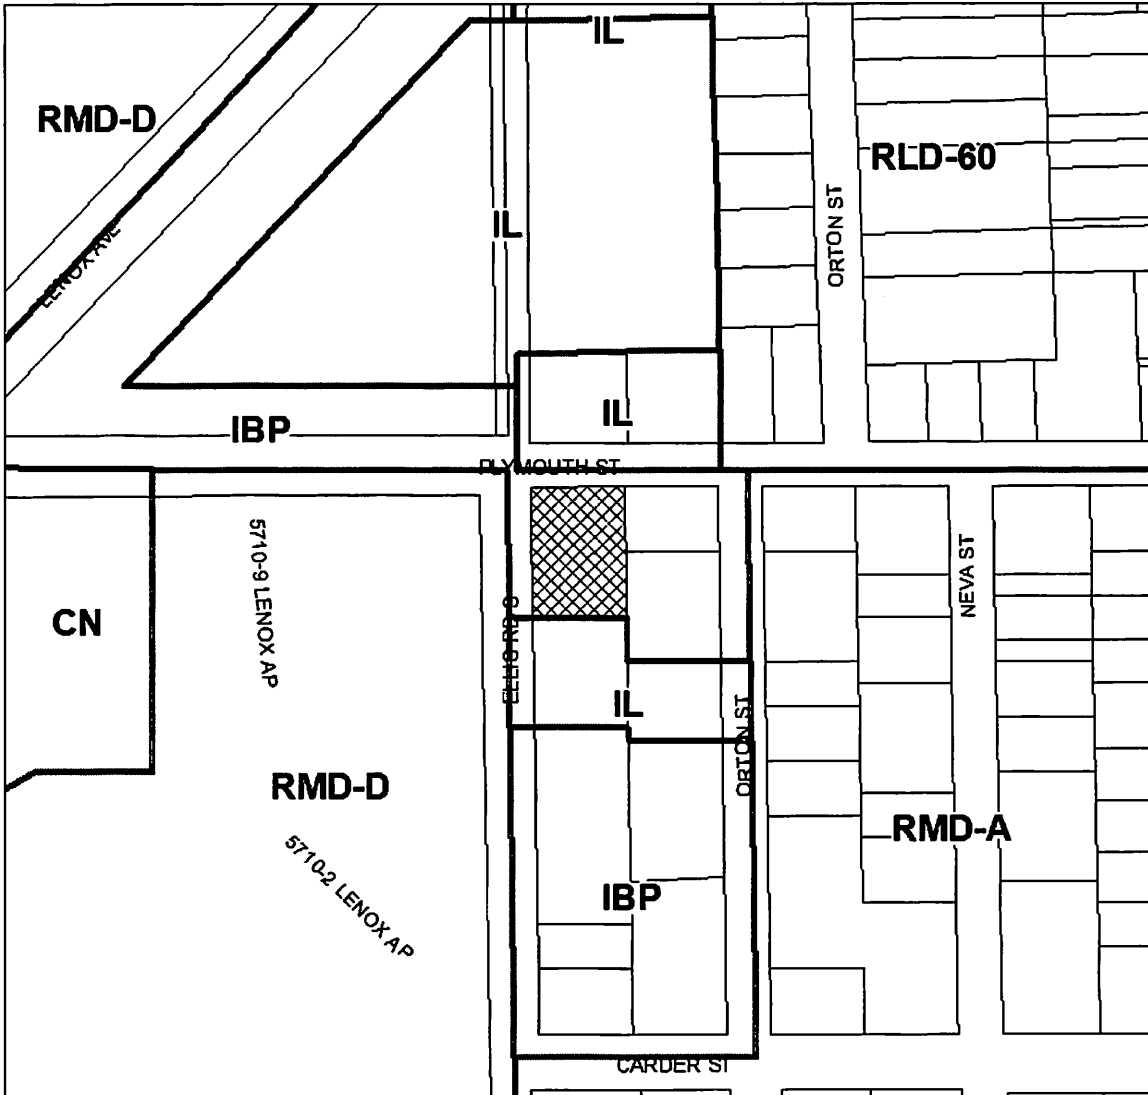 IL
RMD-D
RLD-60
IL
ORTON ST
LENOX AVE
IL
IBP
PLYMOUTH ST
5710-9 LENOX AP
NEVA ST
CN
ELLIS RD S
IL
ORTON ST
RMD-D
RMD-A
5710-2 LENOX AP
IBP
CARDER ST